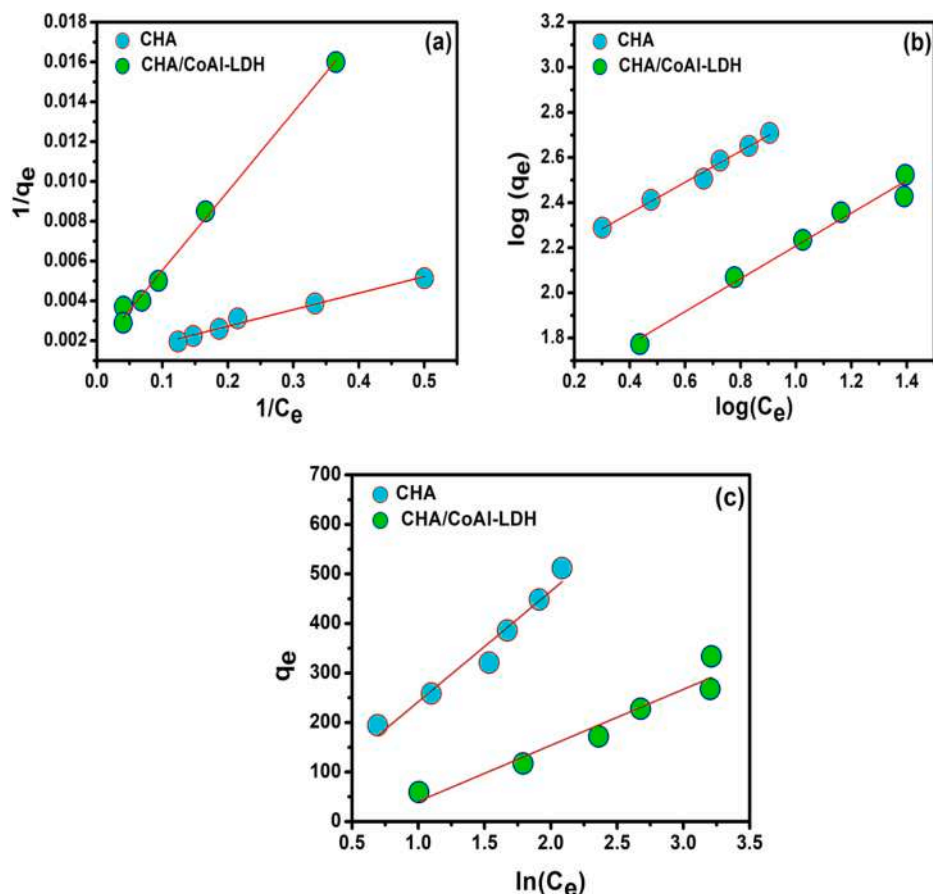 (a)
CHA
CHA/CoAl-LDH
0.018
0.016
0.014
0.012
0.010
0.008
0.006
0.004
0.002
1/qe
0.0 0.1 0.2 0.3 0.4 0.5
1/Ce
(b)
CHA
CHA/CoAl-LDH
3.2
3.0
2.6
2.4
2.2
2.0
1.8
log (qe)
0.2 0.4 0.6 0.8 1.0 1.2 1.4
log(Ce)
(c)
CHA
CHA/CoAl-LDH
700
600
500
400
300
200
100
0
qe
0.5 1.0 1.5 2.0 2.5 3.0 3.5
ln(Ce)